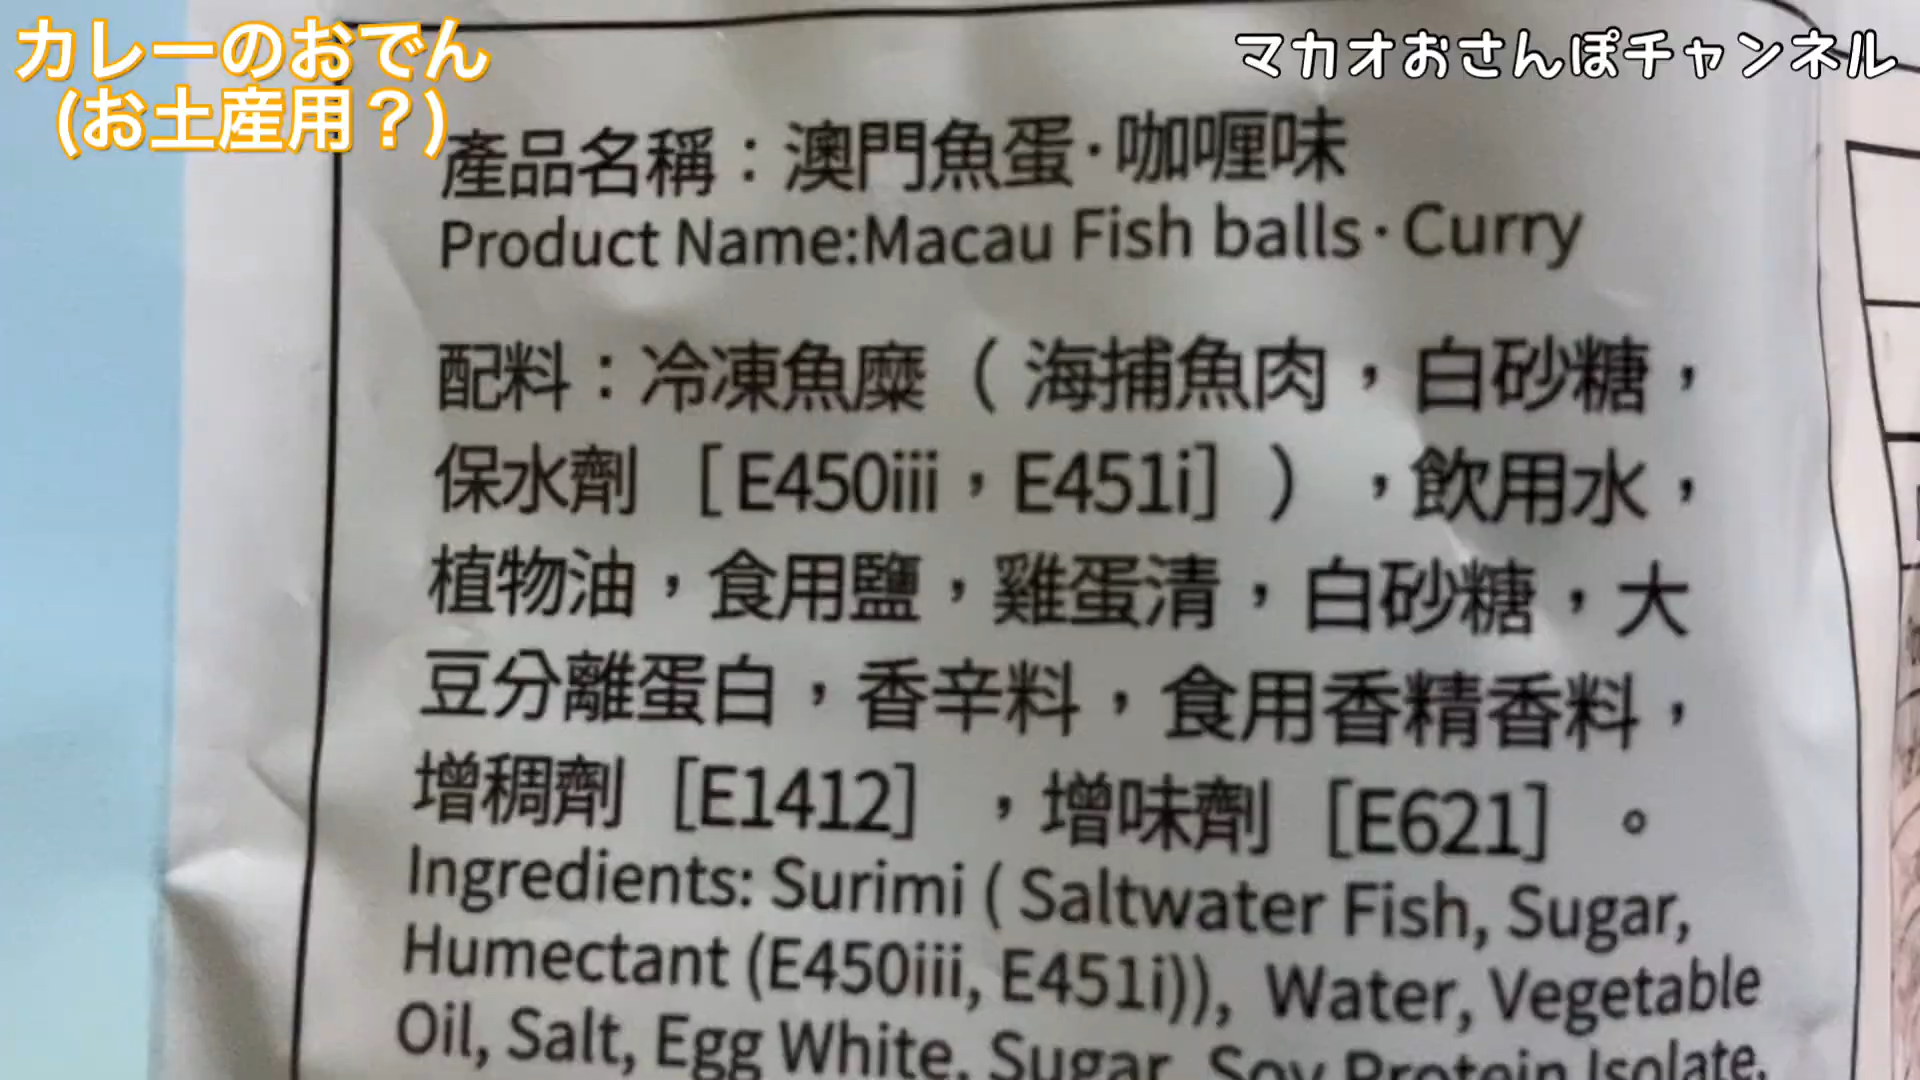 カレーのおでん
(お土産用？)
マカオおさんぽチャンネル
產品名稱：澳門魚蛋·咖喱味
Product Name:Macau Fish balls·Curry
配料：冷凍魚糜（海捕魚肉，白砂糖，
保水劑［E450iii，E451i］），飲用水，
植物油，食用鹽，雞蛋清，白砂糖，大
豆分離蛋白，香辛料，食用香精香料，
增稠劑［E1412］，增味劑［E621］。
Ingredients: Surimi ( Saltwater Fish, Sugar,
Humectant (E450iii, E451i)), Water, Vegetable
Oil, Salt, Egg White, Sugar, Soy Protein Isolate,